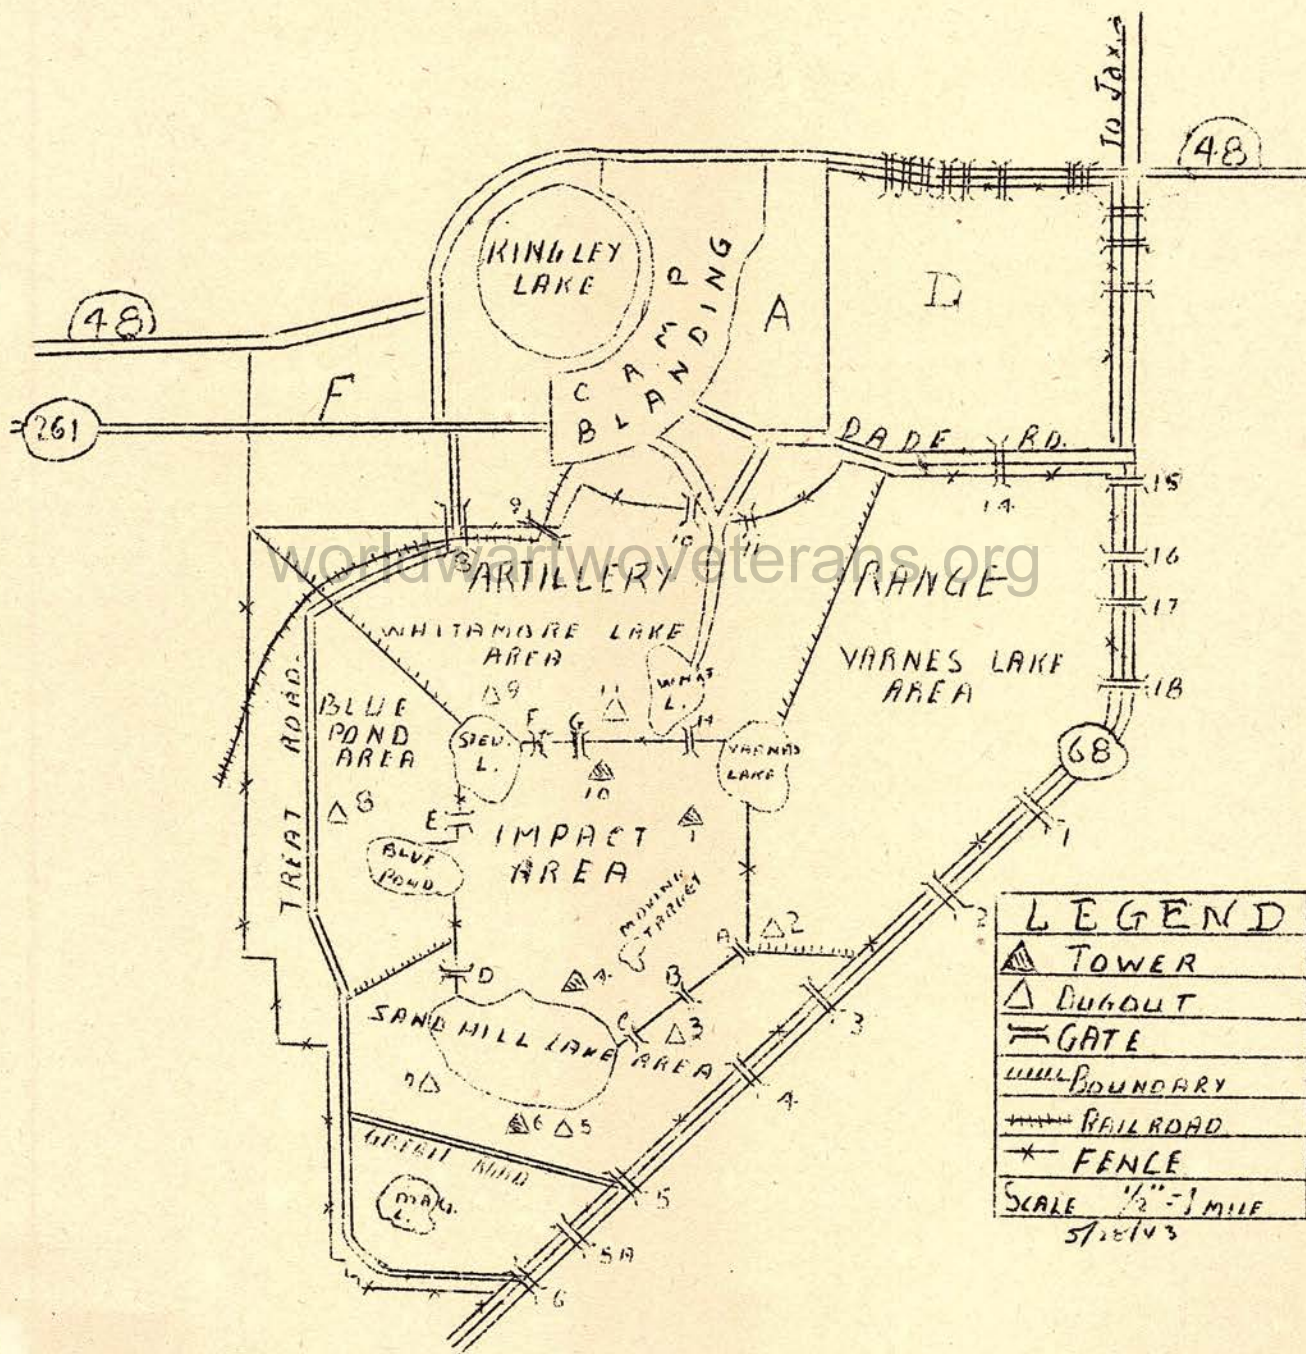 To Jax.
48
48
KINGLEY
LAKE
CAMP
BLANDING
A
D
F
261
DADE RD.
14
15
16
17
18
9
10
11
8
ARTILLERY RANGE
worldwartwoveterans.org
WHITAMORE LAKE
AREA
VARNES LAKE
AREA
WHAT.
L.
9
11
BLUE
POND
AREA
TREAT ROAD.
STEV.
L.
F
G
H
VARNAS
LAKE
68
10
8
E
1
1
IMPACT
AREA
BLUE
POND
MOVING
TARGET
2
A
2
D
4
B
3
C
3
SAND HILL LAKE AREA
4
7
6
5
GREBIT ROAD
5
MAG.
L.
5A
6
LEGEND
TOWER
DUGOUT
GATE
BOUNDARY
RAILROAD
FENCE
SCALE 1/2" = 1 MILE
5/28/43